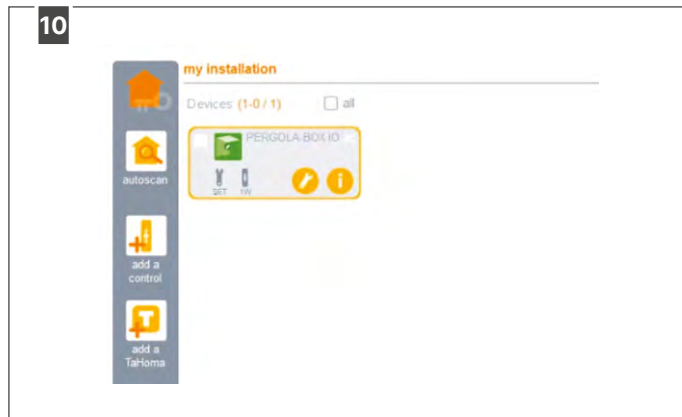 10
my installation
Devices (1-0 / 1) all
PERGOLA BOX IO
SET 1W
autoscan
add a
control
add a
TaHoma